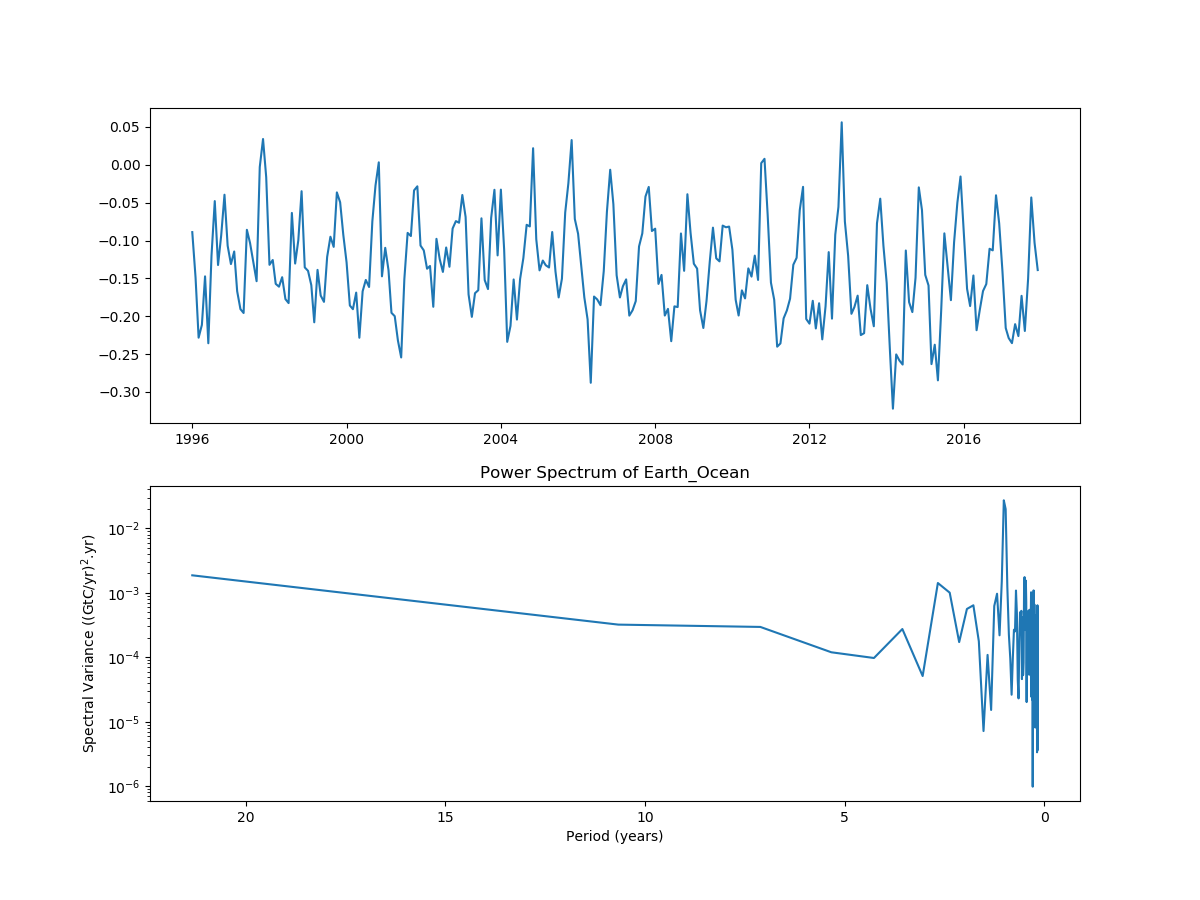 0.05
0.00
−0.05
−0.10
−0.15
−0.20
−0.25
−0.30
1996 2000 2004 2008 2012 2016
Power Spectrum of Earth_Ocean
Spectral Variance ((GtC/yr)².yr)
10⁻²
10⁻³
10⁻⁴
10⁻⁵
10⁻⁶
20 15 10 5 0
Period (years)